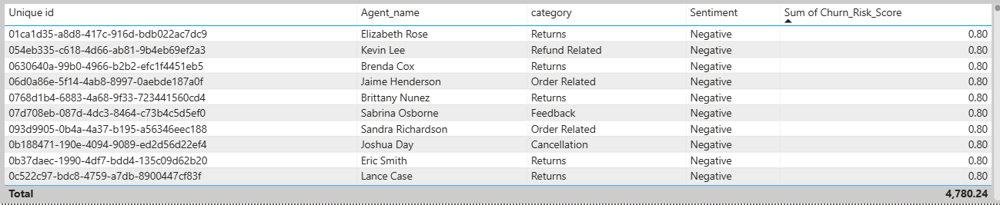 Unique id Agent_name category Sentiment Sum of Churn_Risk_Score
01ca1d35-a8d8-417c-916d-bdb022ac7dc9 Elizabeth Rose Returns Negative 0.80
054eb335-c618-4d66-ab81-9b4eb69ef2a3 Kevin Lee Refund Related Negative 0.80
0630640a-99b0-4966-b2b2-efc1f4451eb5 Brenda Cox Returns Negative 0.80
06d0a86e-5f14-4ab8-8997-0aebde187a0f Jaime Henderson Order Related Negative 0.80
0768d1b4-6883-4a68-9f33-723441560cd4 Brittany Nunez Returns Negative 0.80
07d708eb-087d-4dc3-8464-c73b4c5d5ef0 Sabrina Osborne Feedback Negative 0.80
093d9905-0b4a-4a37-b195-a56346eec188 Sandra Richardson Order Related Negative 0.80
0b188471-190e-4094-9089-ed2d56d22ef4 Joshua Day Cancellation Negative 0.80
0b37daec-1990-4df7-bdd4-135c09d62b20 Eric Smith Returns Negative 0.80
0c522c97-bdc8-4759-a7db-8900447cf83f Lance Case Returns Negative 0.80
Total 4,780.24